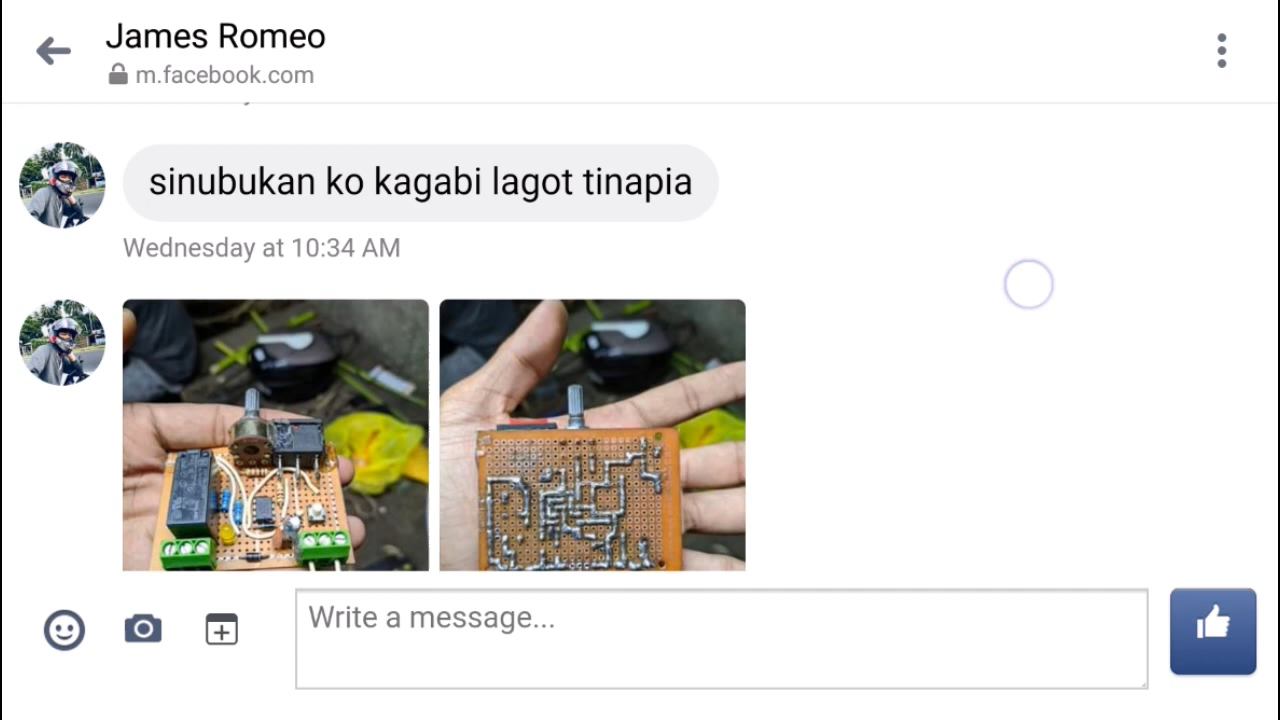 James Romeo
m.facebook.com
sinubukan ko kagabi lagot tinapia
Wednesday at 10:34 AM
Write a message...